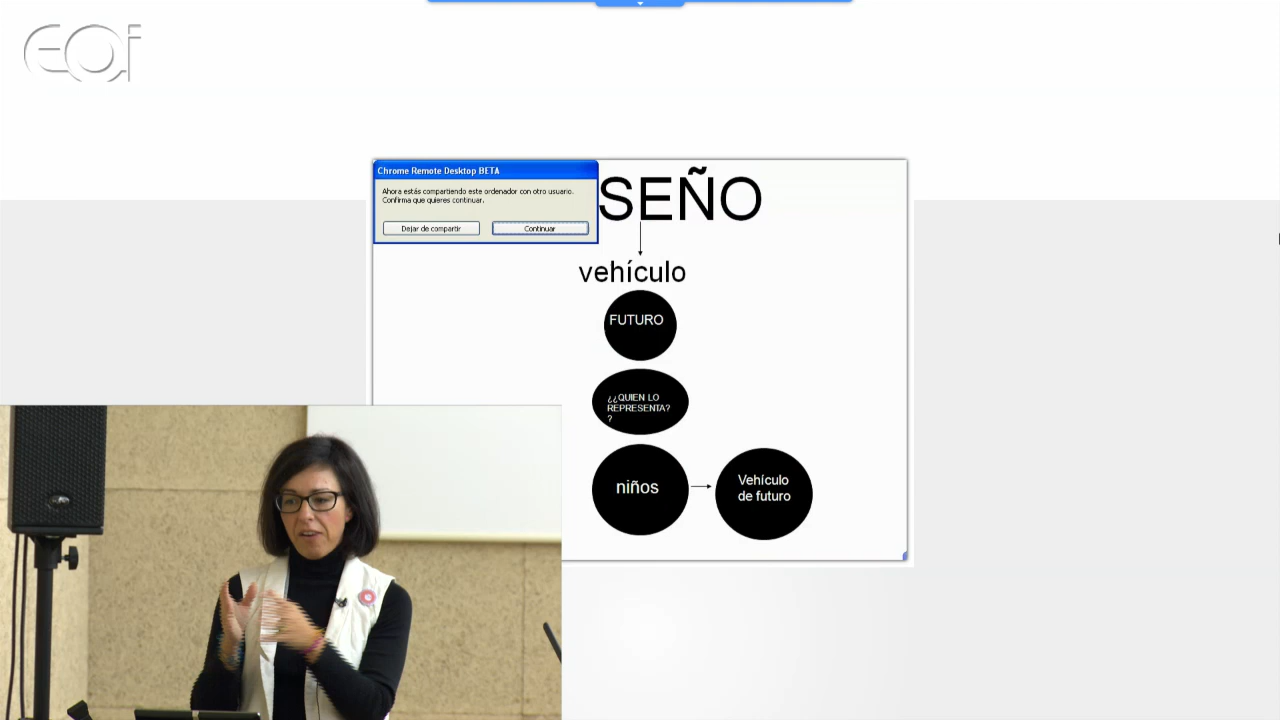 EOi
Chrome Remote Desktop BETA
Ahora estás compartiendo este ordenador con otro usuario.
Confirma que quieres continuar.
Dejar de compartir
Continuar
SEÑO
vehículo
FUTURO
¿¿QUIEN LO
REPRESENTA?
?
niños
Vehículo
de futuro